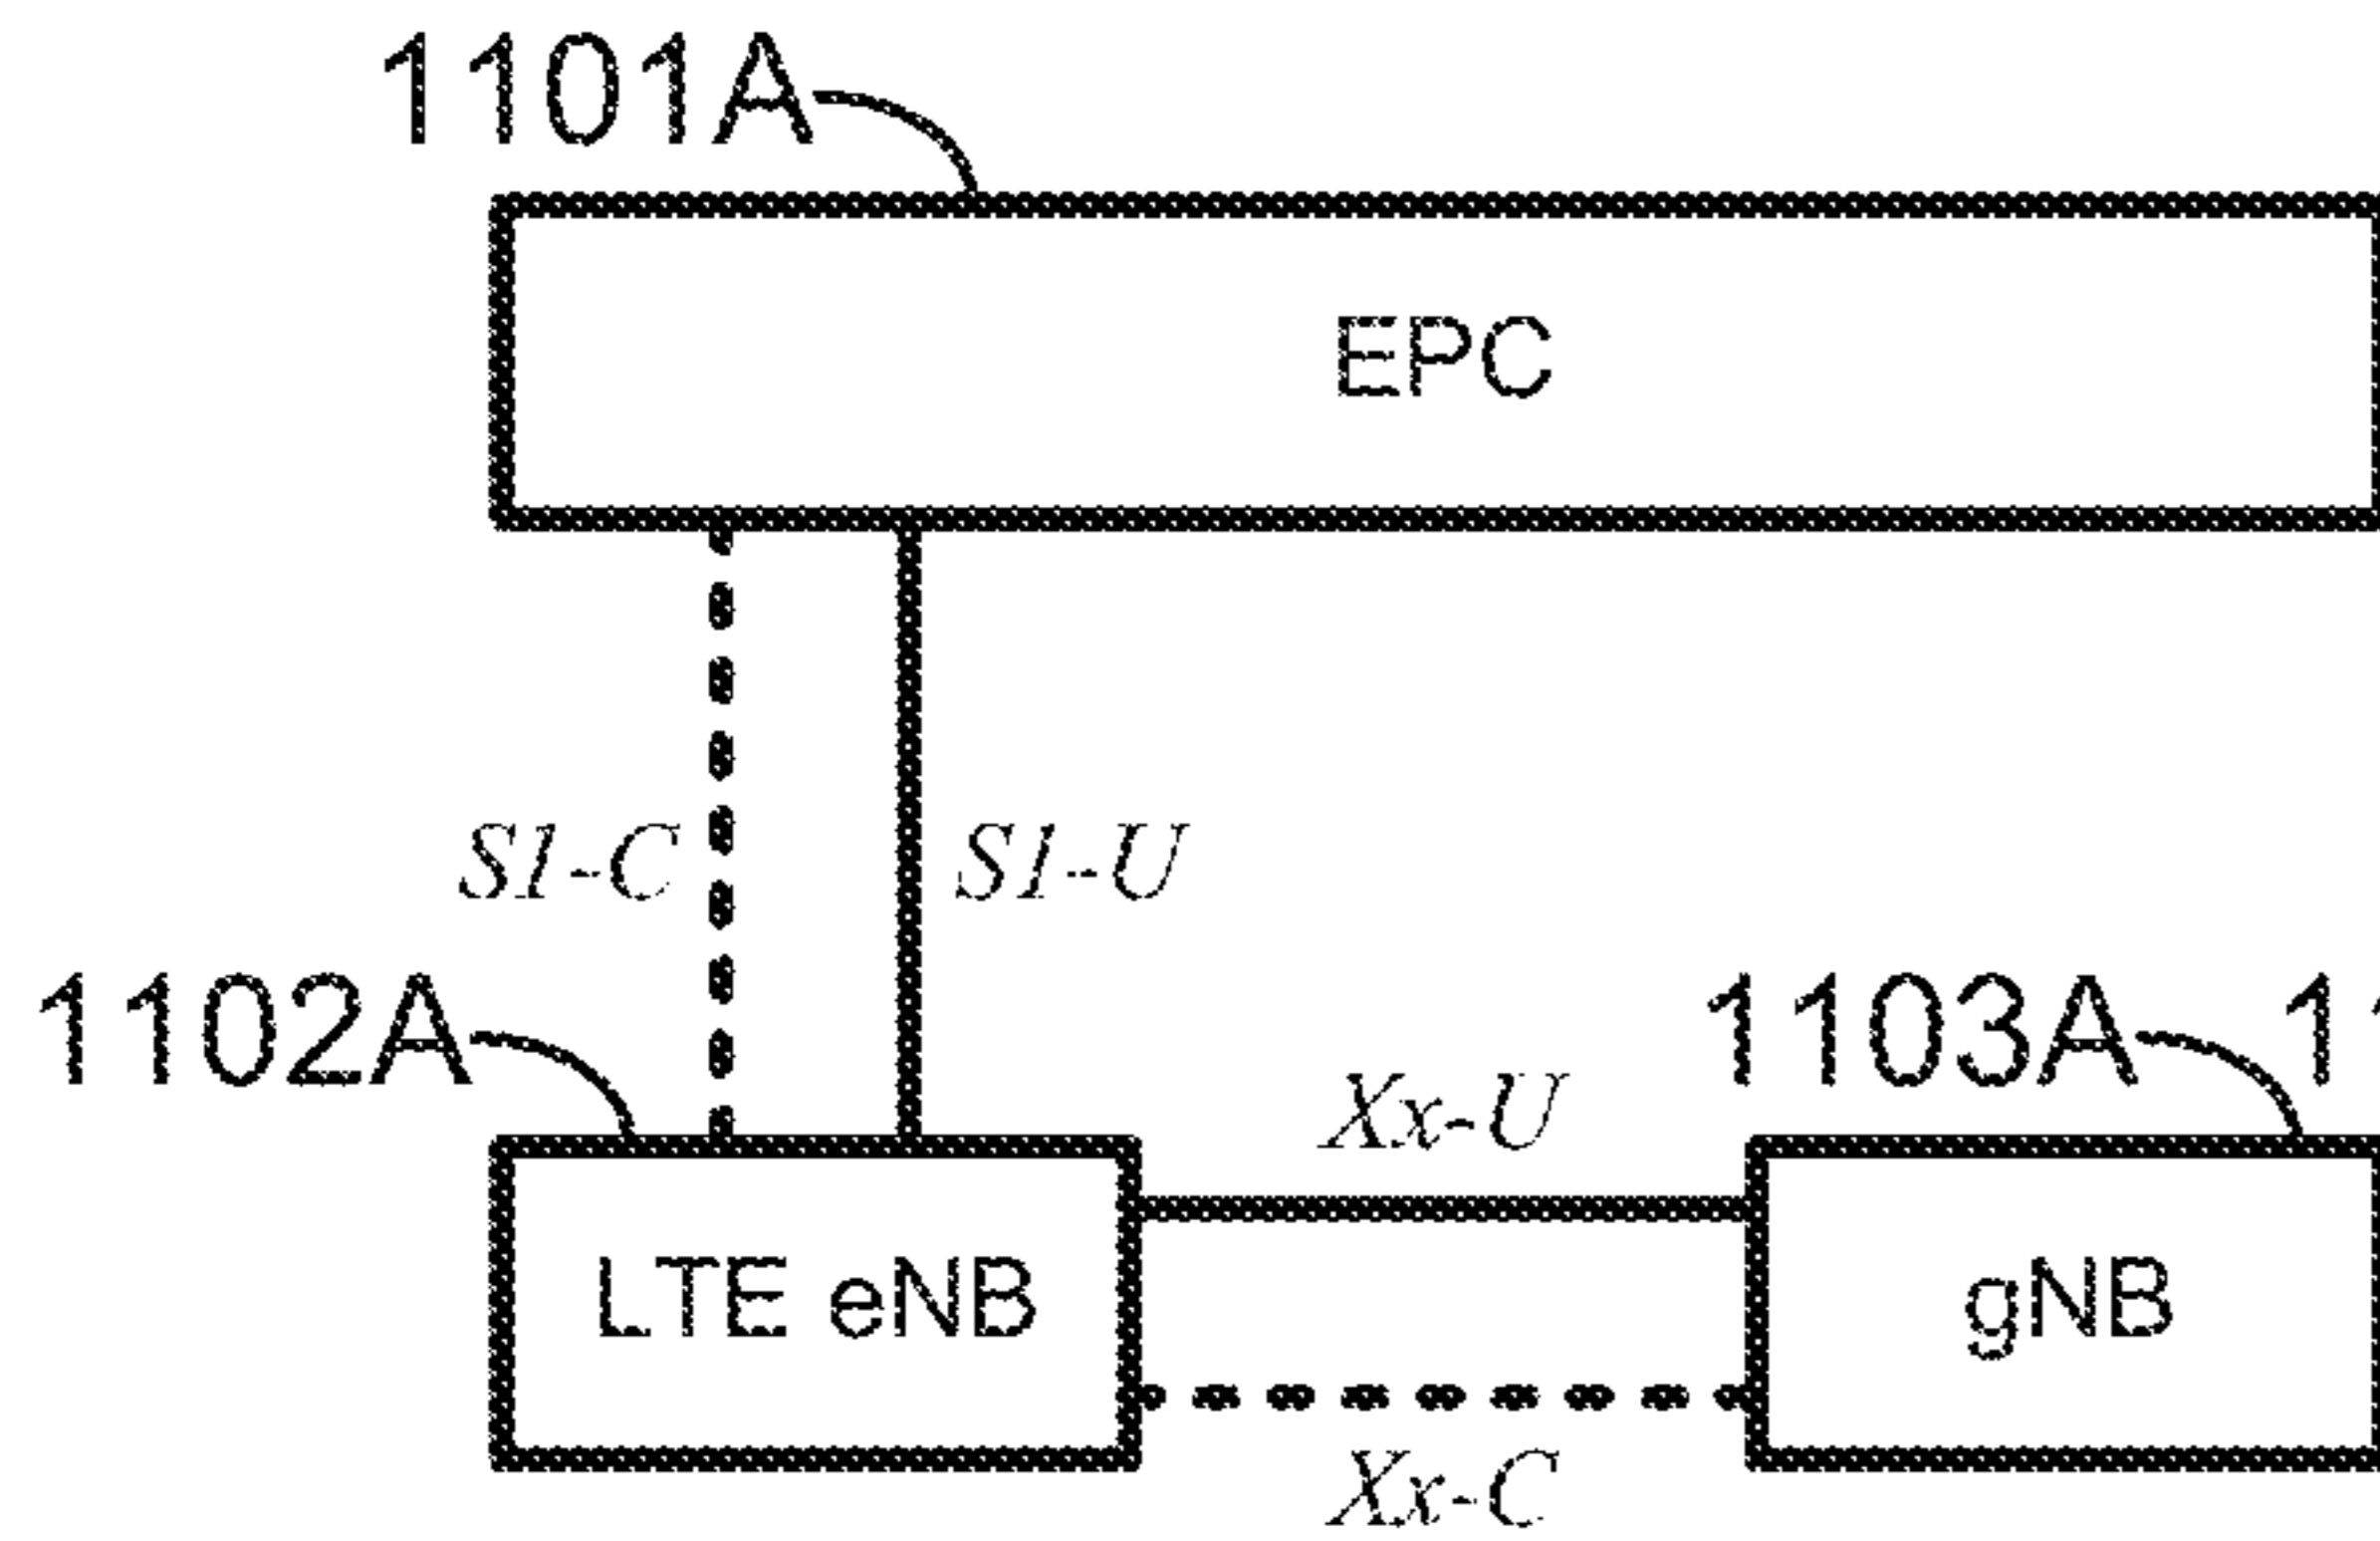 1101A
EPC
S1-C
S1-U
1102A
1103A
Xx-U
LTE eNB
gNB
Xx-C